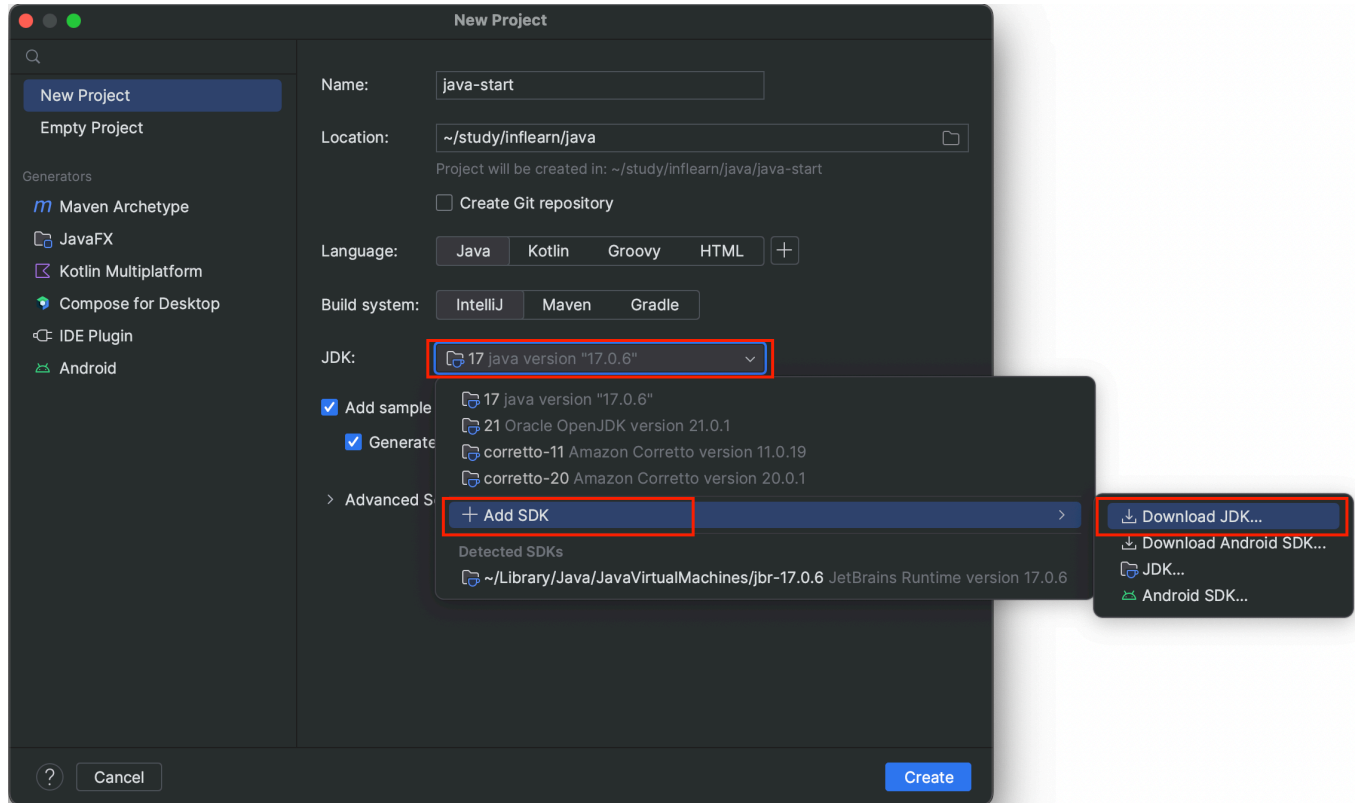 New Project
New Project
Empty Project
Generators
Maven Archetype
JavaFX
Kotlin Multiplatform
Compose for Desktop
IDE Plugin
Android
Name: java-start
Location: ~/study/inflearn/java
Project will be created in: ~/study/inflearn/java/java-start
Create Git repository
Language: Java Kotlin Groovy HTML
Build system: IntelliJ Maven Gradle
JDK: 17 java version "17.0.6"
Add sample
Generate
Advanced S
17 java version "17.0.6"
21 Oracle OpenJDK version 21.0.1
corretto-11 Amazon Corretto version 11.0.19
corretto-20 Amazon Corretto version 20.0.1
+ Add SDK
Detected SDKs
~/Library/Java/JavaVirtualMachines/jbr-17.0.6 JetBrains Runtime version 17.0.6
Download JDK...
Download Android SDK...
JDK...
Android SDK...
? Cancel
Create